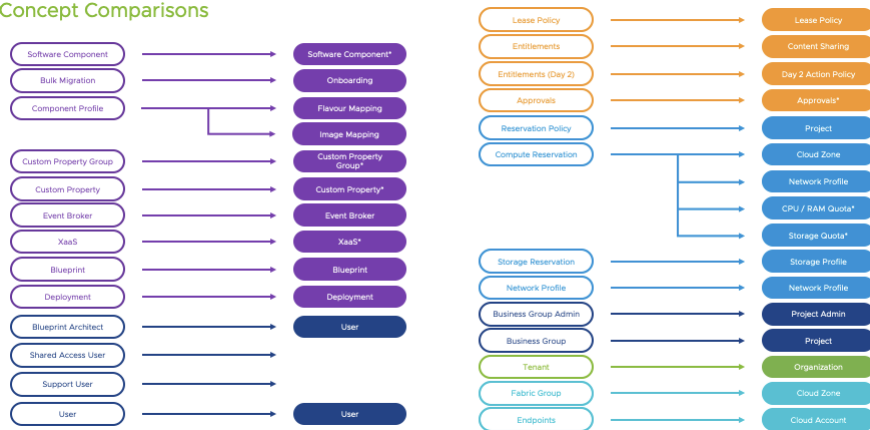 Concept Comparisons
Software Component
Software Component*
Bulk Migration
Onboarding
Component Profile
Flavour Mapping
Image Mapping
Custom Property Group
Custom Property
Group*
Custom Property
Custom Property*
Event Broker
Event Broker
XaaS
XaaS*
Blueprint
Blueprint
Deployment
Deployment
Blueprint Architect
User
Shared Access User
Support User
User
User
Lease Policy
Lease Policy
Entitlements
Content Sharing
Entitlements (Day 2)
Day 2 Action Policy
Approvals
Approvals*
Reservation Policy
Project
Compute Reservation
Cloud Zone
Network Profile
CPU / RAM Quota*
Storage Quota*
Storage Reservation
Storage Profile
Network Profile
Network Profile
Business Group Admin
Project Admin
Business Group
Project
Tenant
Organization
Fabric Group
Cloud Zone
Endpoints
Cloud Account